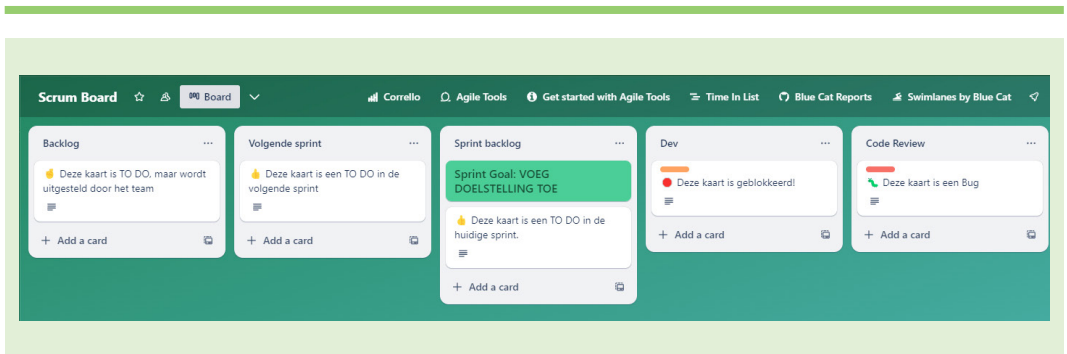 Scrum Board Board Corrello Agile Tools Get started with Agile Tools Time In List Blue Cat Reports Swimlanes by Blue Cat
Backlog ...
Deze kaart is TO DO, maar wordt
uitgesteld door het team
+ Add a card
Volgende sprint ...
Deze kaart is een TO DO in de
volgende sprint
+ Add a card
Sprint backlog ...
Sprint Goal: VOEG
DOELSTELLING TOE
Deze kaart is een TO DO in de
huidige sprint.
+ Add a card
Dev ...
Deze kaart is geblokkeerd!
+ Add a card
Code Review ...
Deze kaart is een Bug
+ Add a card